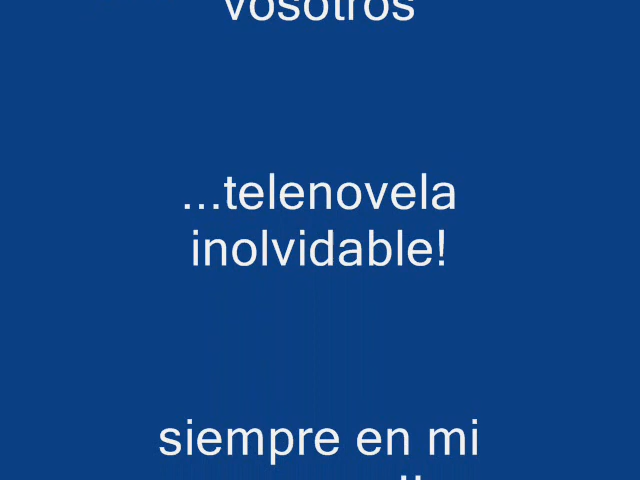 vosotros
...telenovela
inolvidable!
siempre en mi